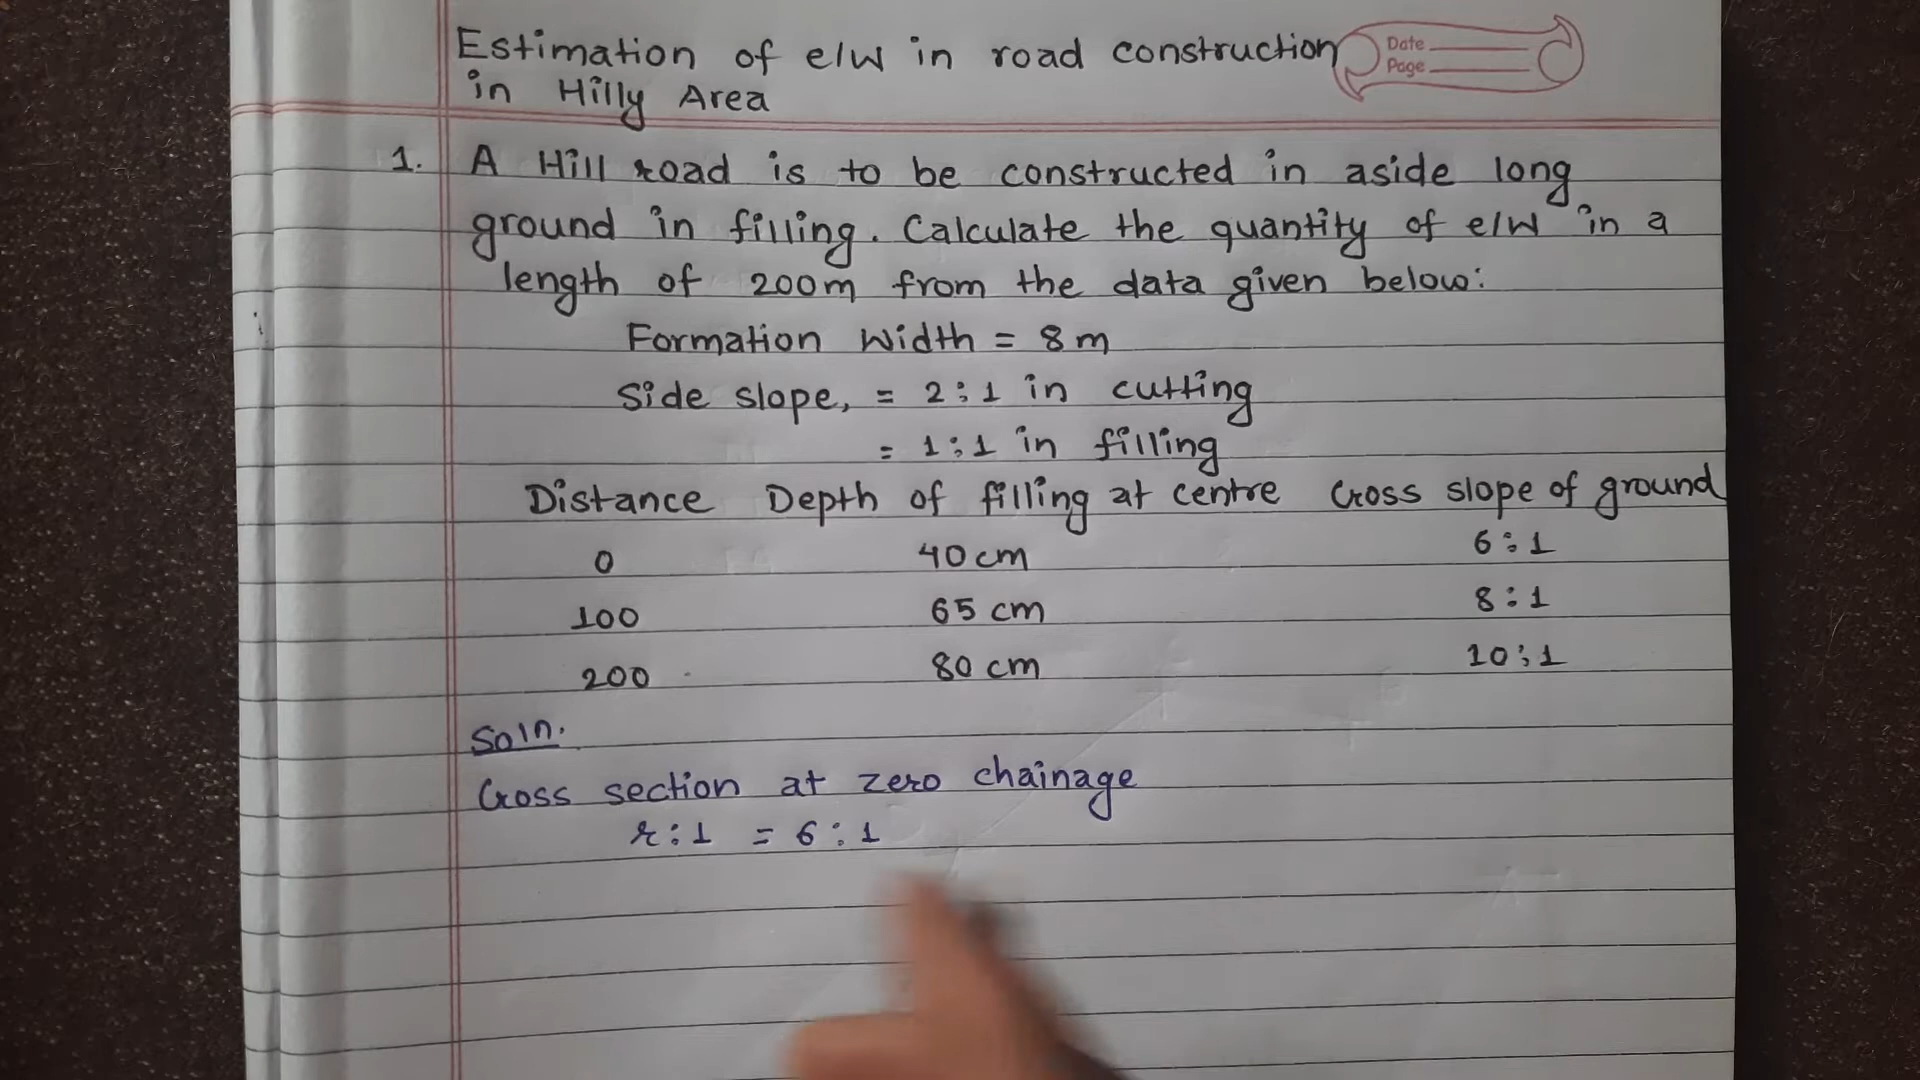 Estimation of e/w in road construction
in Hilly Area
Date
Page
1. A Hill road is to be constructed in aside long
ground in filling. Calculate the quantity of e/w in a
length of 200m from the data given below:
Formation Width = 8m
Side slope, = 2:1 in cutting
= 1:1 in filling
Distance Depth of filling at centre Cross slope of ground
0 40cm 6:1
100 65 cm 8:1
200 80 cm 10:1
Soln.
Cross section at zero chainage
r:1 = 6:1